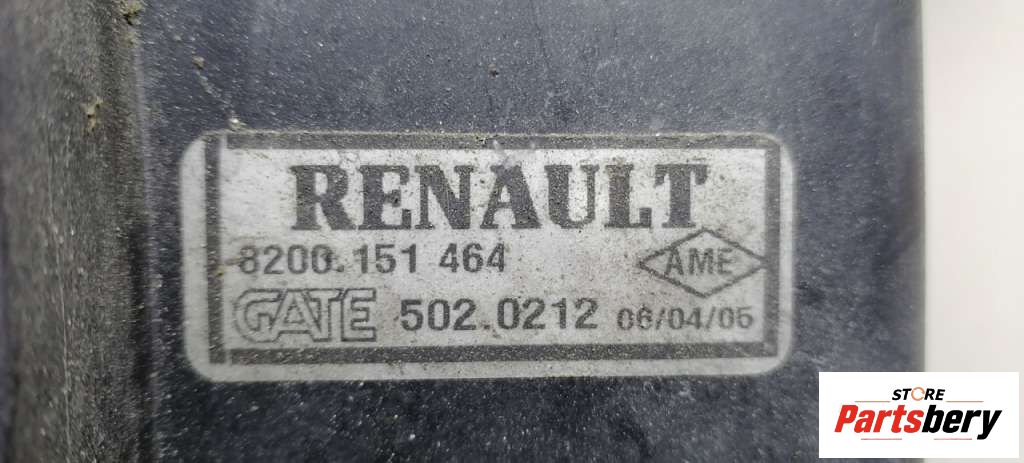 RENAULT
8200.151 464
AME
GATE 502.0212 06/04/05
STORE
Partsbery